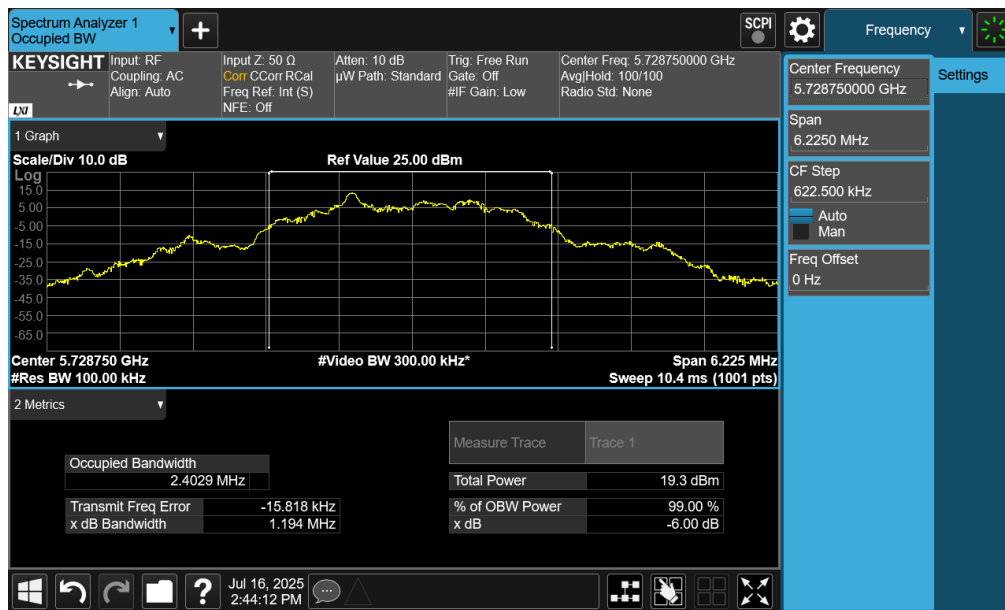 Spectrum Analyzer 1
Occupied BW
▼
+
SCPI
Frequency
▼
KEYSIGHT
LXI
Input: RF
Coupling: AC
Align: Auto
Input Z: 50 Ω
Corr CCorr RCal
Freq Ref: Int (S)
NFE: Off
Atten: 10 dB
µW Path: Standard
Trig: Free Run
Gate: Off
#IF Gain: Low
Center Freq: 5.728750000 GHz
Avg|Hold: 100/100
Radio Std: None
Center Frequency
5.728750000 GHz
Settings
Span
6.2250 MHz
CF Step
622.500 kHz
Auto
Man
Freq Offset
0 Hz
1 Graph ▼
Scale/Div 10.0 dB
Ref Value 25.00 dBm
Log
15.0
5.00
-5.00
-15.0
-25.0
-35.0
-45.0
-55.0
-65.0
Center 5.728750 GHz
#Video BW 300.00 kHz*
Span 6.225 MHz
#Res BW 100.00 kHz
Sweep 10.4 ms (1001 pts)
2 Metrics ▼
Measure Trace
Trace 1
Occupied Bandwidth
2.4029 MHz
Total Power
19.3 dBm
Transmit Freq Error
-15.818 kHz
% of OBW Power
99.00 %
x dB Bandwidth
1.194 MHz
x dB
-6.00 dB
?
Jul 16, 2025
2:44:12 PM